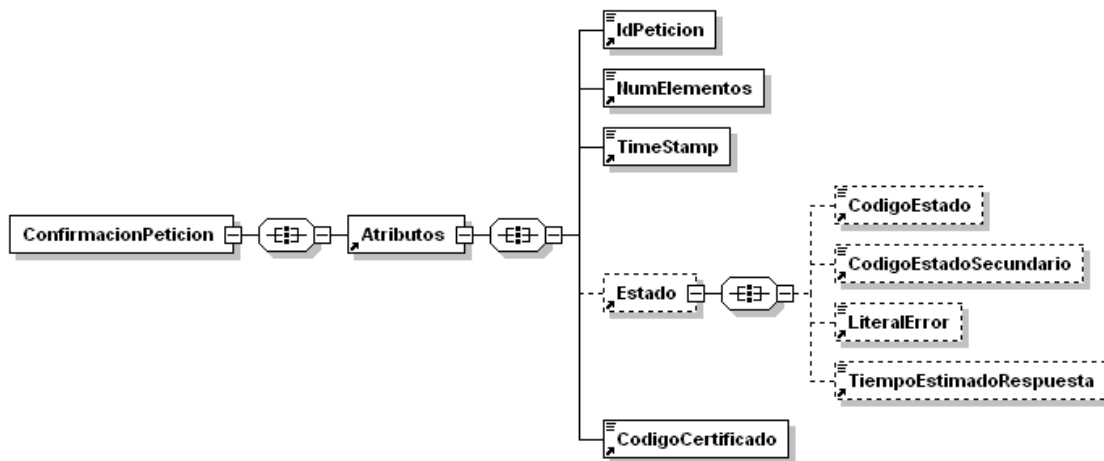 IdPeticion
NumElementos
TimeStamp
CodigoEstado
ConfirmacionPeticion
Atributos
CodigoEstadoSecundario
Estado
LiteralError
TiempoEstimadoRespuesta
CodigoCertificado